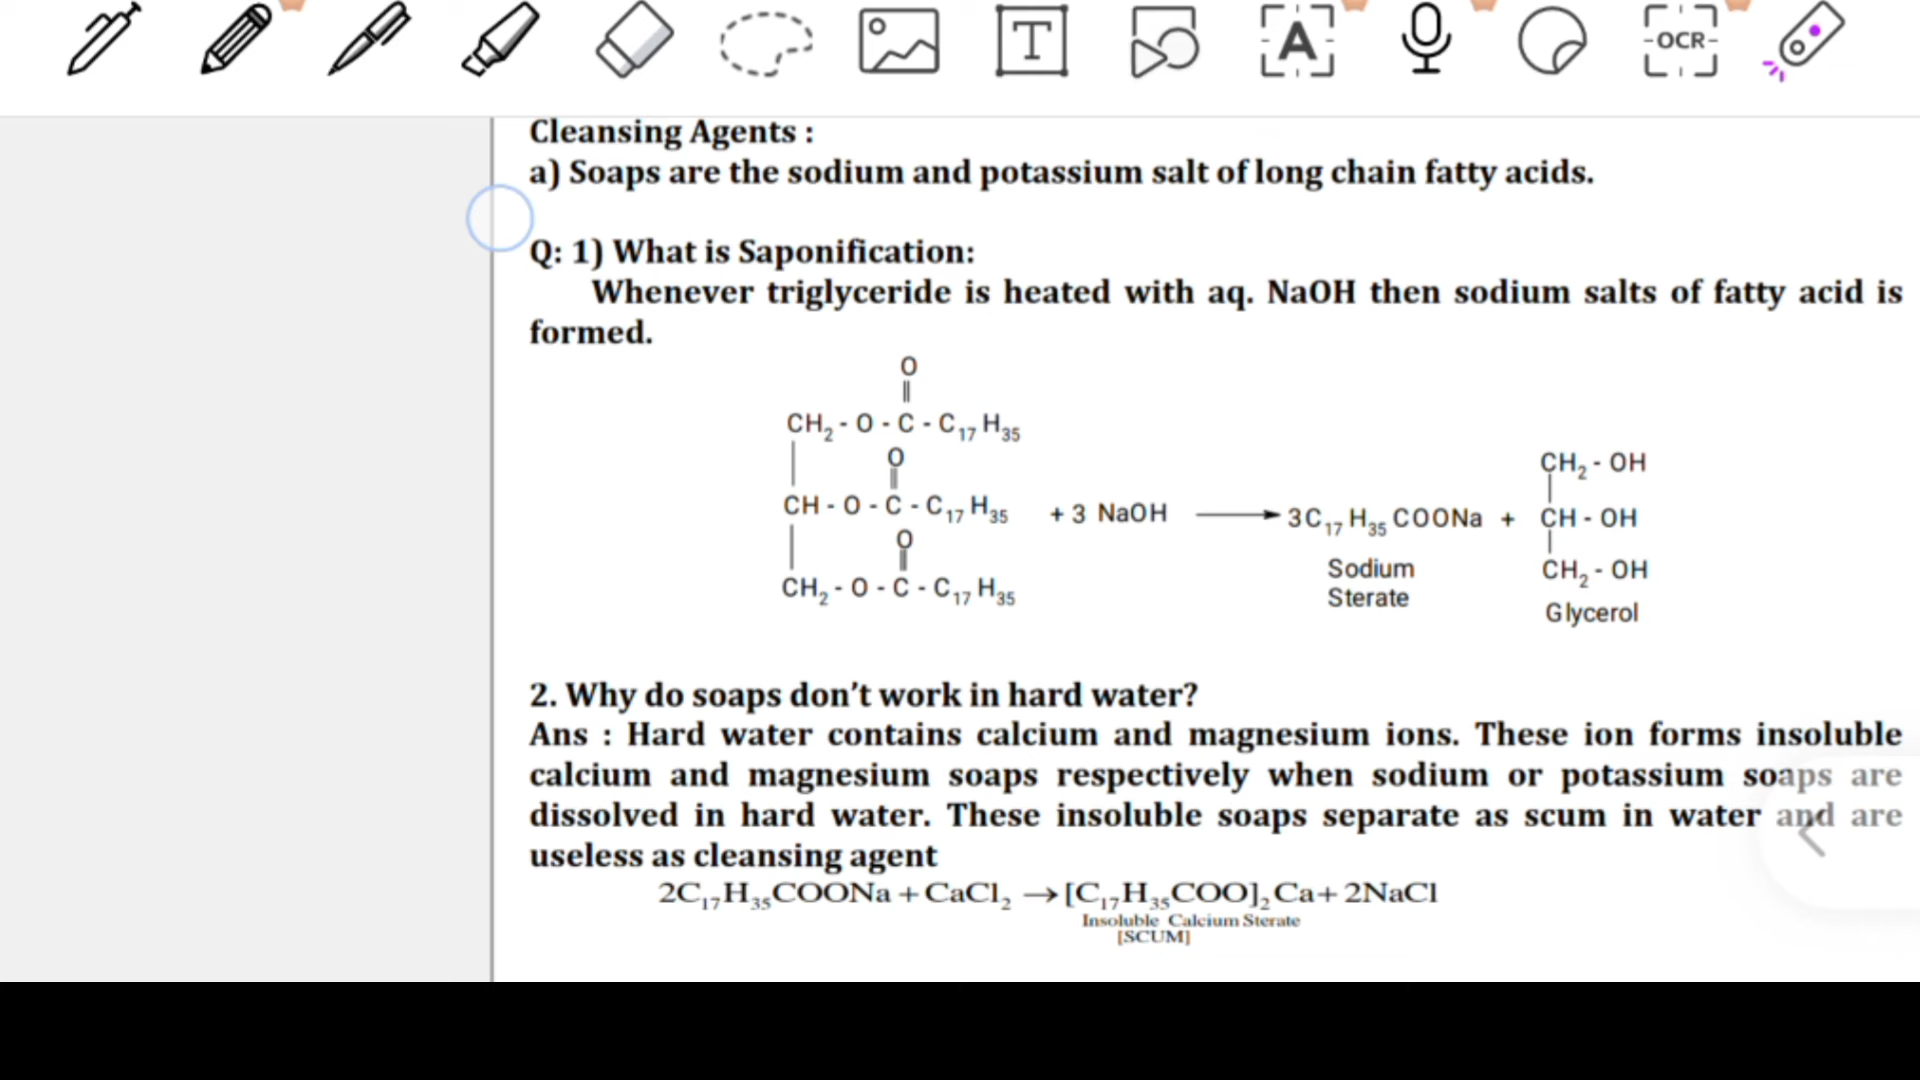 T
A
OCR
Cleansing Agents :
a) Soaps are the sodium and potassium salt of long chain fatty acids.
Q: 1) What is Saponification:
Whenever triglyceride is heated with aq. NaOH then sodium salts of fatty acid is
formed.
O
||
CH₂ - O - C - C₁₇ H₃₅
|
O
||
CH - O - C - C₁₇ H₃₅ + 3 NaOH ⟶ 3C₁₇ H₃₅ COONa +
|
O
||
CH₂ - O - C - C₁₇ H₃₅
Sodium
Sterate
CH₂ - OH
|
CH - OH
|
CH₂ - OH
Glycerol
2. Why do soaps don’t work in hard water?
Ans : Hard water contains calcium and magnesium ions. These ion forms insoluble
calcium and magnesium soaps respectively when sodium or potassium soaps are
dissolved in hard water. These insoluble soaps separate as scum in water and are
useless as cleansing agent
2C₁₇H₃₅COONa + CaCl₂ → [C₁₇H₃₅COO]₂Ca + 2NaCl
Insoluble Calcium Sterate
[SCUM]